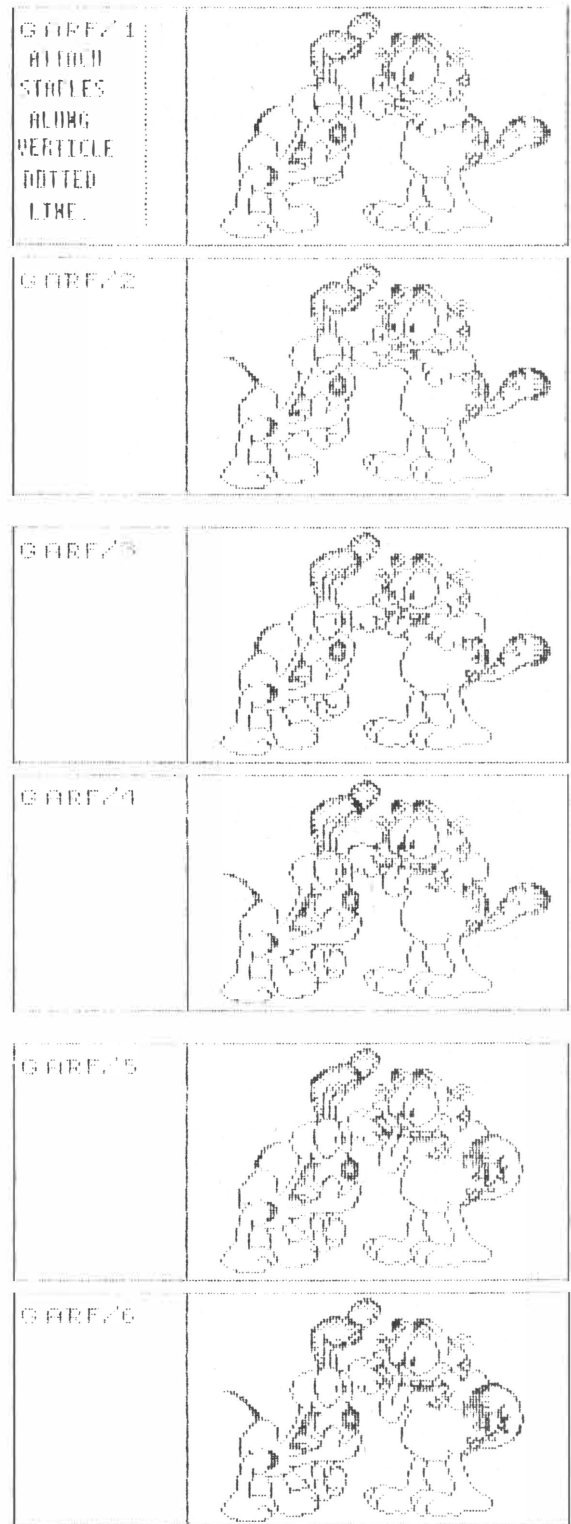 GARF/1
ATTACH
STAPLES
ALONG
VERTICLE
DOTTED
LINE.
GARF/2
GARF/3
GARF/4
GARF/5
GARF/6